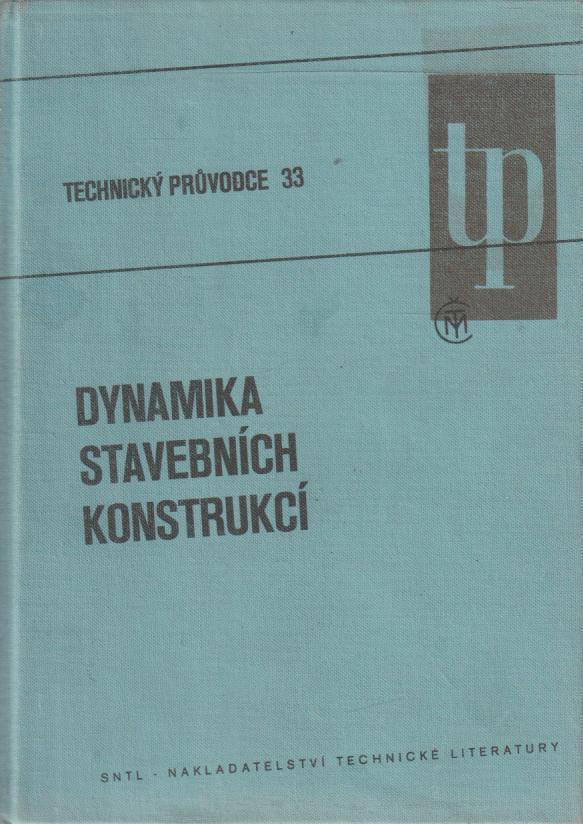 TECHNICKÝ PRŮVODCE 33
tp
DYNAMIKA
STAVEBNÍCH
KONSTRUKCÍ
SNTL - NAKLADATELSTVÍ TECHNICKÉ LITERATURY